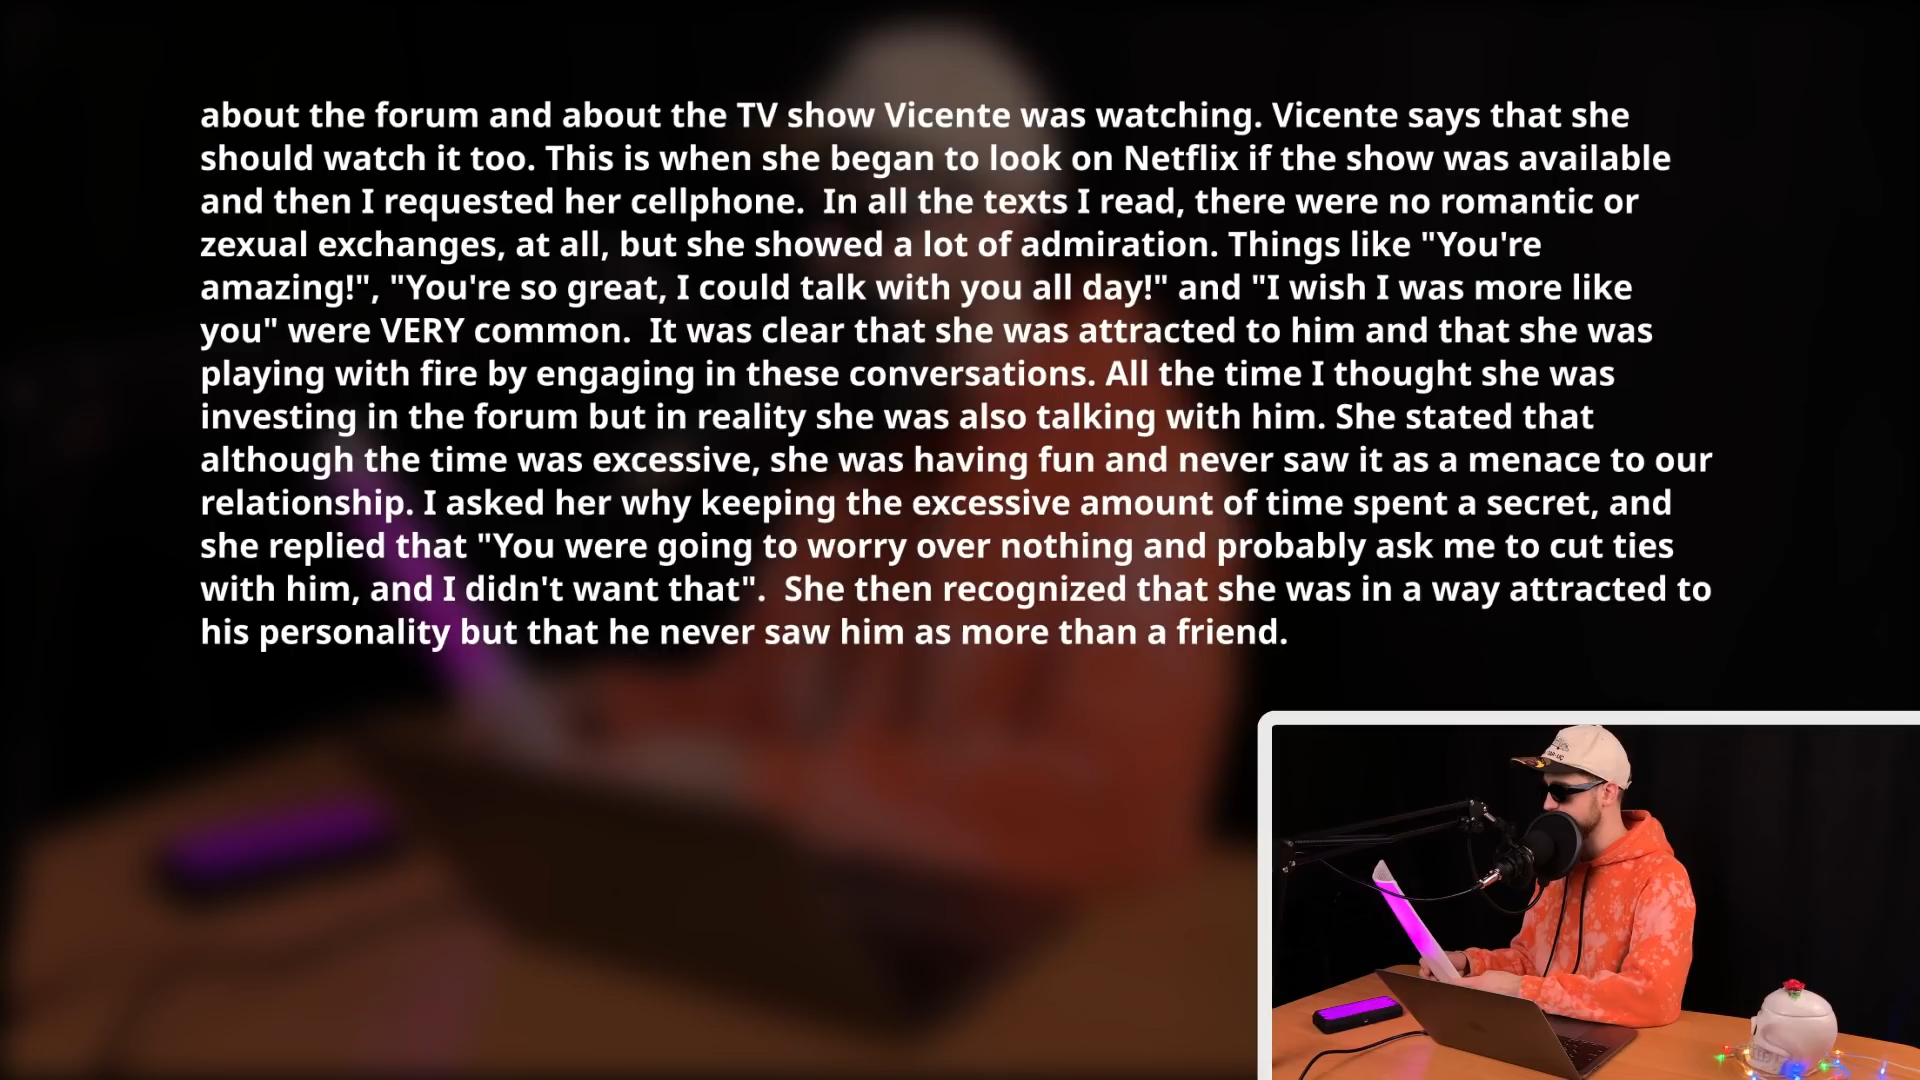 about the forum and about the TV show Vicente was watching. Vicente says that she
should watch it too. This is when she began to look on Netflix if the show was available
and then I requested her cellphone.  In all the texts I read, there were no romantic or
zexual exchanges, at all, but she showed a lot of admiration. Things like "You're
amazing!", "You're so great, I could talk with you all day!" and "I wish I was more like
you" were VERY common.  It was clear that she was attracted to him and that she was
playing with fire by engaging in these conversations. All the time I thought she was
investing in the forum but in reality she was also talking with him. She stated that
although the time was excessive, she was having fun and never saw it as a menace to our
relationship. I asked her why keeping the excessive amount of time spent a secret, and
she replied that "You were going to worry over nothing and probably ask me to cut ties
with him, and I didn't want that".  She then recognized that she was in a way attracted to
his personality but that he never saw him as more than a friend.